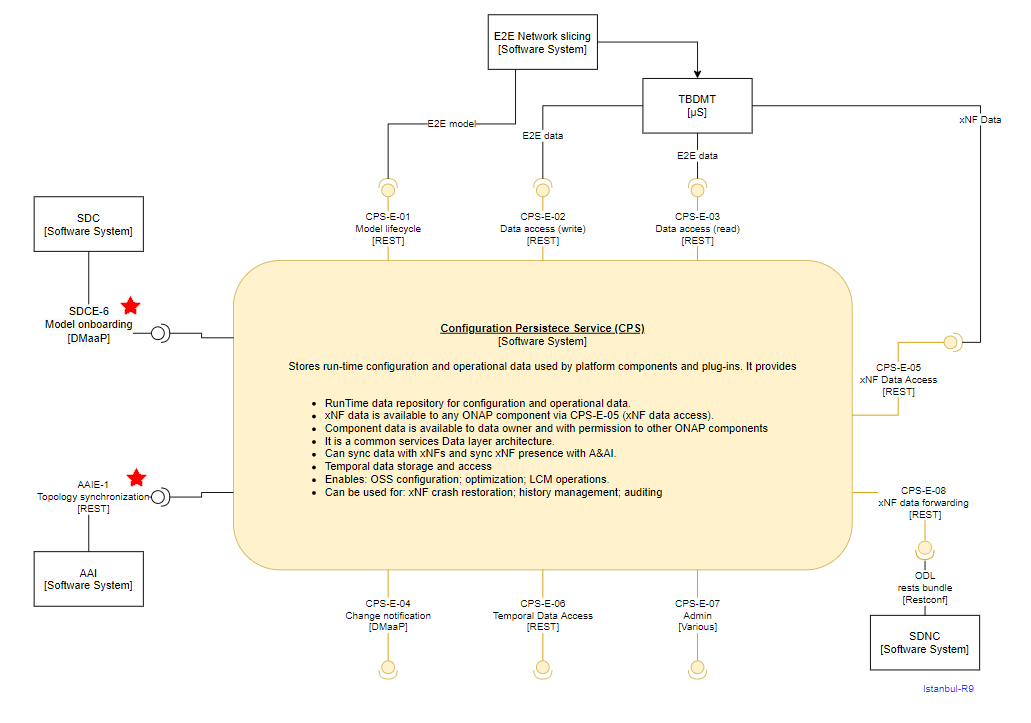 E2E Network slicing
[Software System]
TBDMT
[µS]
E2E model
E2E data
xNF Data
E2E data
SDC
[Software System]
CPS-E-01
Model lifecycle
[REST]
CPS-E-02
Data access (write)
[REST]
CPS-E-03
Data access (read)
[REST]
SDCE-6
Model onboarding
[DMaaP]
Configuration Persistece Service (CPS)
[Software System]
Stores run-time configuration and operational data used by platform components and plug-ins. It provides
• RunTime data repository for configuration and operational data.
• xNF data is available to any ONAP component via CPS-E-05 (xNF data access).
• Component data is available to data owner and with permission to other ONAP components
• It is a common services Data layer architecture.
• Can sync data with xNFs and sync xNF presence with A&AI.
• Temporal data storage and access
• Enables: OSS configuration; optimization; LCM operations.
• Can be used for: xNF crash restoration; history management; auditing
CPS-E-05
xNF Data Access
[REST]
AAIE-1
Topology synchronization
[REST]
AAI
[Software System]
CPS-E-08
xNF data forwarding
[REST]
ODL
rests bundle
[Restconf]
SDNC
[Software System]
CPS-E-04
Change notification
[DMaaP]
CPS-E-06
Temporal Data Access
[REST]
CPS-E-07
Admin
[Various]
Istanbul-R9